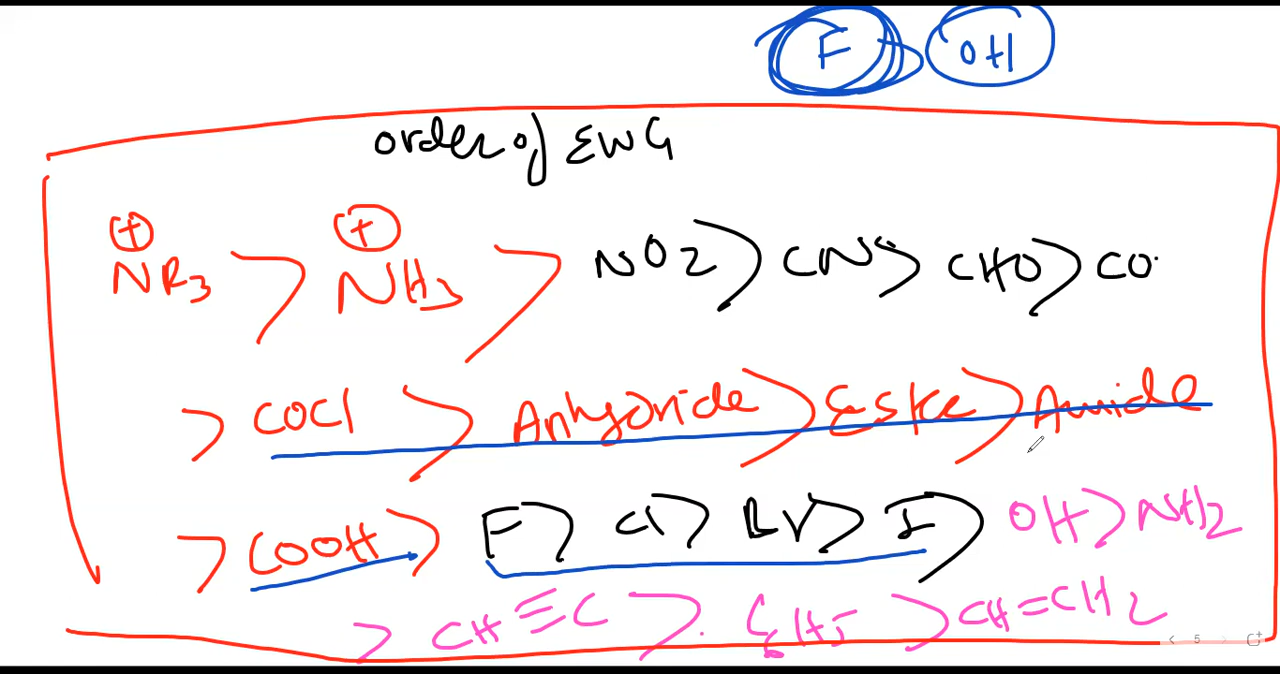 F OH
order of EWG
⊕ ⊕
NR3 > NH3 > NO2 > CN > CHO > CO
> COCl > Anhydride > Ester > Amide
> COOH > F > Cl > Br > I > OH > NH2
> CH≡C > C6H5 > CH=CH2
5